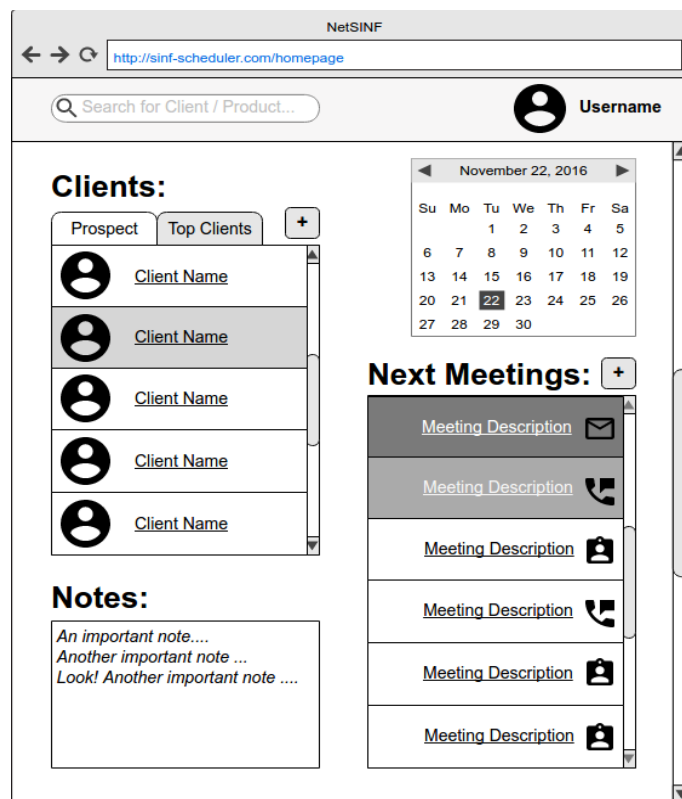 NetSINF
http://sinf-scheduler.com/homepage
Search for Client / Product...
Username
Clients:
Prospect
Top Clients
+
Client Name
Client Name
Client Name
Client Name
Client Name
Notes:
An important note....
Another important note ...
Look! Another important note ....
November 22, 2016
Su Mo Tu We Th Fr Sa
1 2 3 4 5
6 7 8 9 10 11 12
13 14 15 16 17 18 19
20 21 22 23 24 25 26
27 28 29 30
Next Meetings:
+
Meeting Description
Meeting Description
Meeting Description
Meeting Description
Meeting Description
Meeting Description